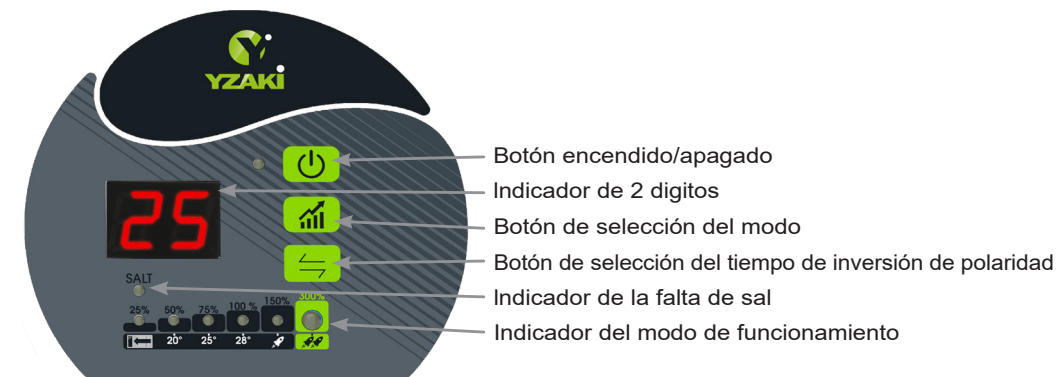 YZAKI
Botón encendido/apagado
Indicador de 2 digitos
25
Botón de selección del modo
Botón de selección del tiempo de inversión de polaridad
SALT
Indicador de la falta de sal
25% 50% 75% 100 % 150% 300%
Indicador del modo de funcionamiento
20° 25° 28°